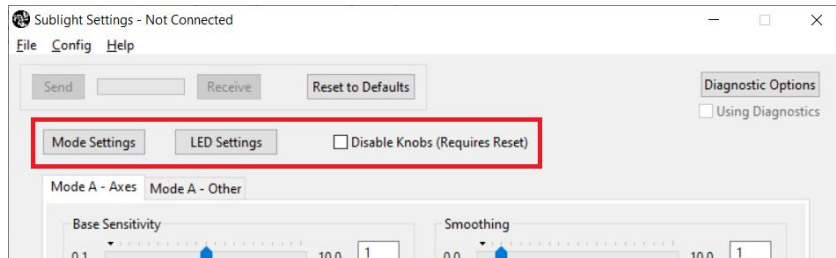 Sublight Settings - Not Connected
File Config Help
Send Receive Reset to Defaults Diagnostic Options
Using Diagnostics
Mode Settings LED Settings Disable Knobs (Requires Reset)
Mode A - Axes Mode A - Other
Base Sensitivity Smoothing
0.1 10.0 1 0.0 10.0 1